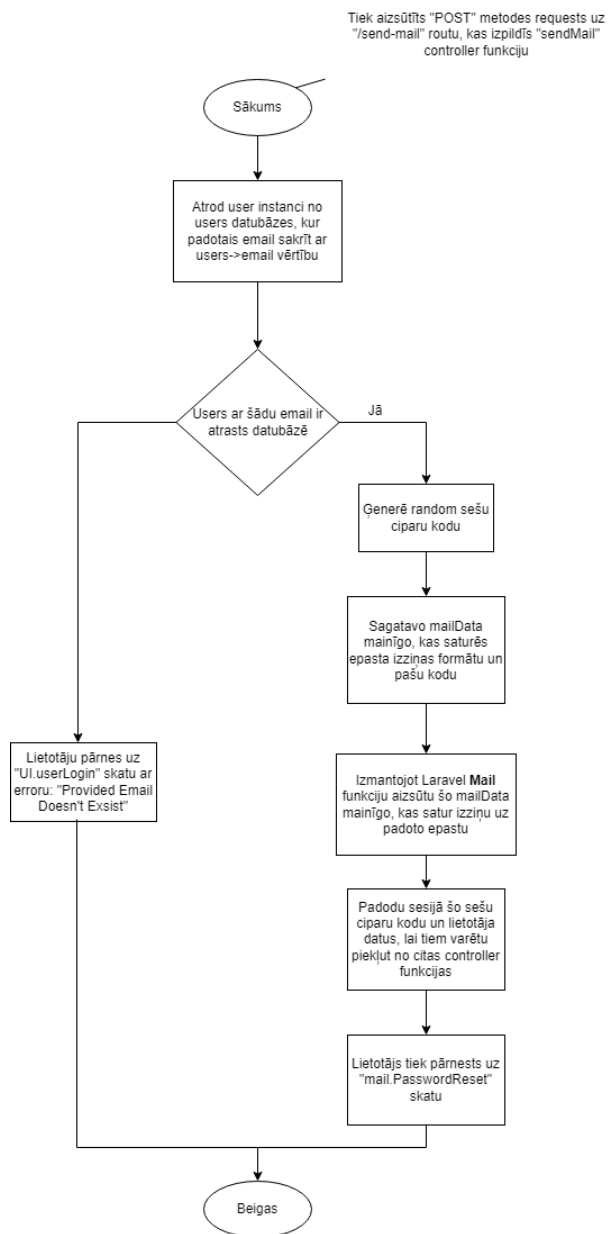 Tiek aizsūtīts "POST" metodes requests uz
"/send-mail" routu, kas izpildīs "sendMail"
controller funkciju
Sākums
Atrod user instanci no
users datubāzes, kur
padotais email sakrīt ar
users->email vērtību
Users ar šādu email ir
atrasts datubāzē
Jā
Ģenerē random sešu
ciparu kodu
Sagatavo mailData
mainīgo, kas saturēs
epasta izziņas formātu un
pašu kodu
Lietotāju pārnes uz
"UI.userLogin" skatu ar
erroru: "Provided Email
Doesn't Exsist"
Izmantojot Laravel Mail
funkciju aizsūtu šo mailData
mainīgo, kas satur izziņu uz
padoto epastu
Padodu sesijā šo sešu
ciparu kodu un lietotāja
datus, lai tiem varētu
piekļut no citas controller
funkcijas
Lietotājs tiek pārnests uz
"mail.PasswordReset"
skatu
Beigas